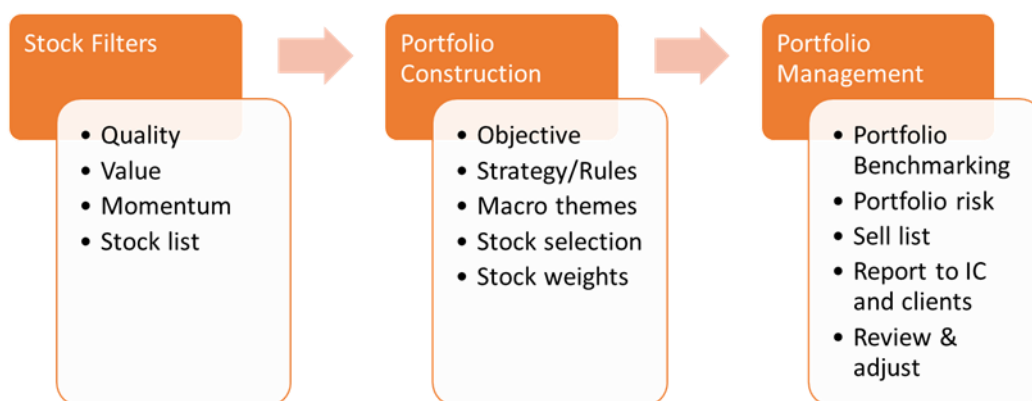 Stock Filters
• Quality
• Value
• Momentum
• Stock list
Portfolio
Construction
• Objective
• Strategy/Rules
• Macro themes
• Stock selection
• Stock weights
Portfolio
Management
• Portfolio
Benchmarking
• Portfolio risk
• Sell list
• Report to IC
and clients
• Review &
adjust